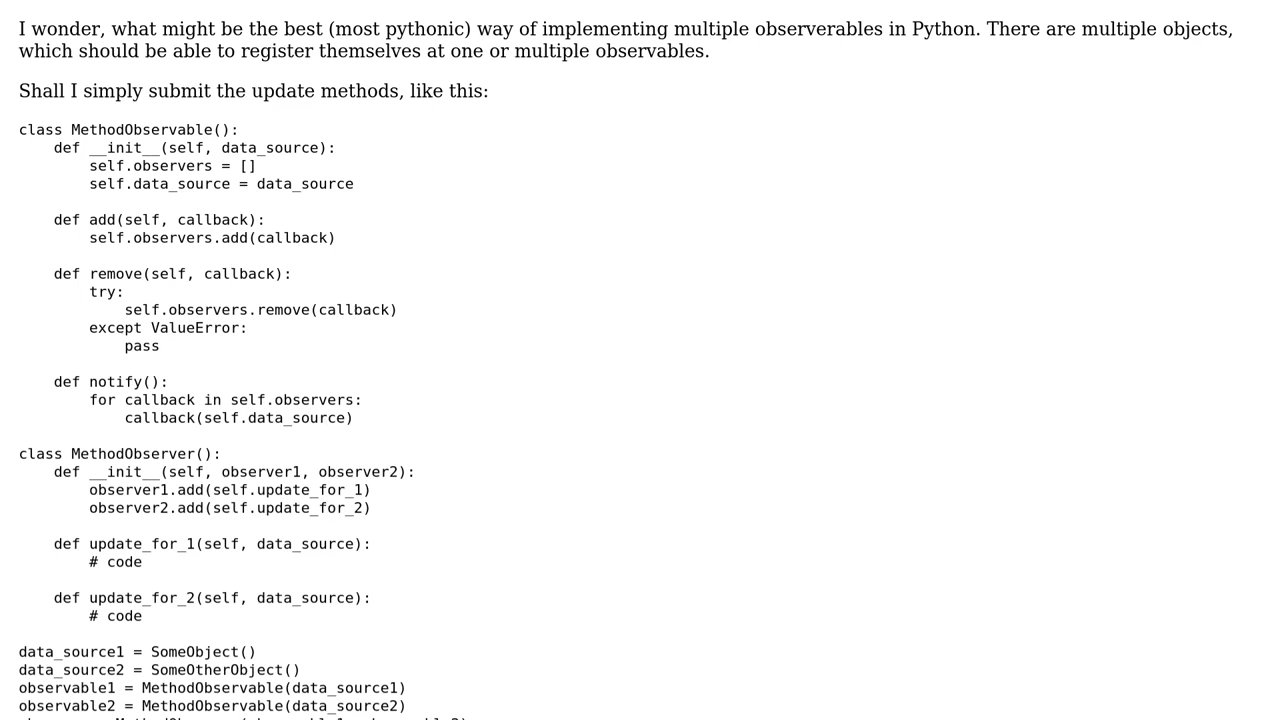 I wonder, what might be the best (most pythonic) way of implementing multiple observerables in Python. There are multiple objects,
which should be able to register themselves at one or multiple observables.
Shall I simply submit the update methods, like this:
class MethodObservable():
    def __init__(self, data_source):
        self.observers = []
        self.data_source = data_source
    def add(self, callback):
        self.observers.add(callback)
    def remove(self, callback):
        try:
            self.observers.remove(callback)
        except ValueError:
            pass
    def notify():
        for callback in self.observers:
            callback(self.data_source)
class MethodObserver():
    def __init__(self, observer1, observer2):
        observer1.add(self.update_for_1)
        observer2.add(self.update_for_2)
    def update_for_1(self, data_source):
        # code
    def update_for_2(self, data_source):
        # code
data_source1 = SomeObject()
data_source2 = SomeOtherObject()
observable1 = MethodObservable(data_source1)
observable2 = MethodObservable(data_source2)